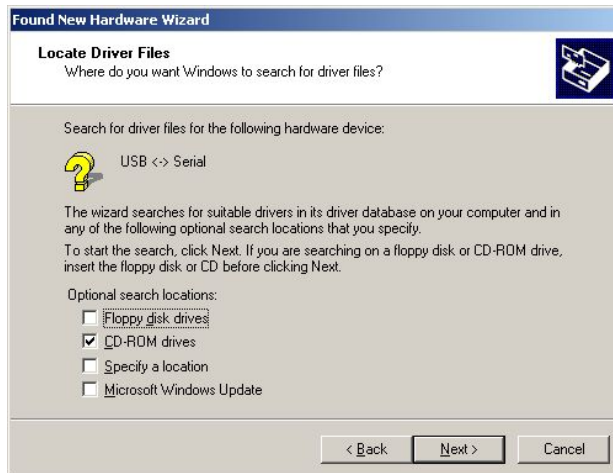 Found New Hardware Wizard
Locate Driver Files
Where do you want Windows to search for driver files?
Search for driver files for the following hardware device:
USB <-> Serial
The wizard searches for suitable drivers in its driver database on your computer and in
any of the following optional search locations that you specify.
To start the search, click Next. If you are searching on a floppy disk or CD-ROM drive,
insert the floppy disk or CD before clicking Next.
Optional search locations:
Floppy disk drives
CD-ROM drives
Specify a location
Microsoft Windows Update
< Back Next > Cancel